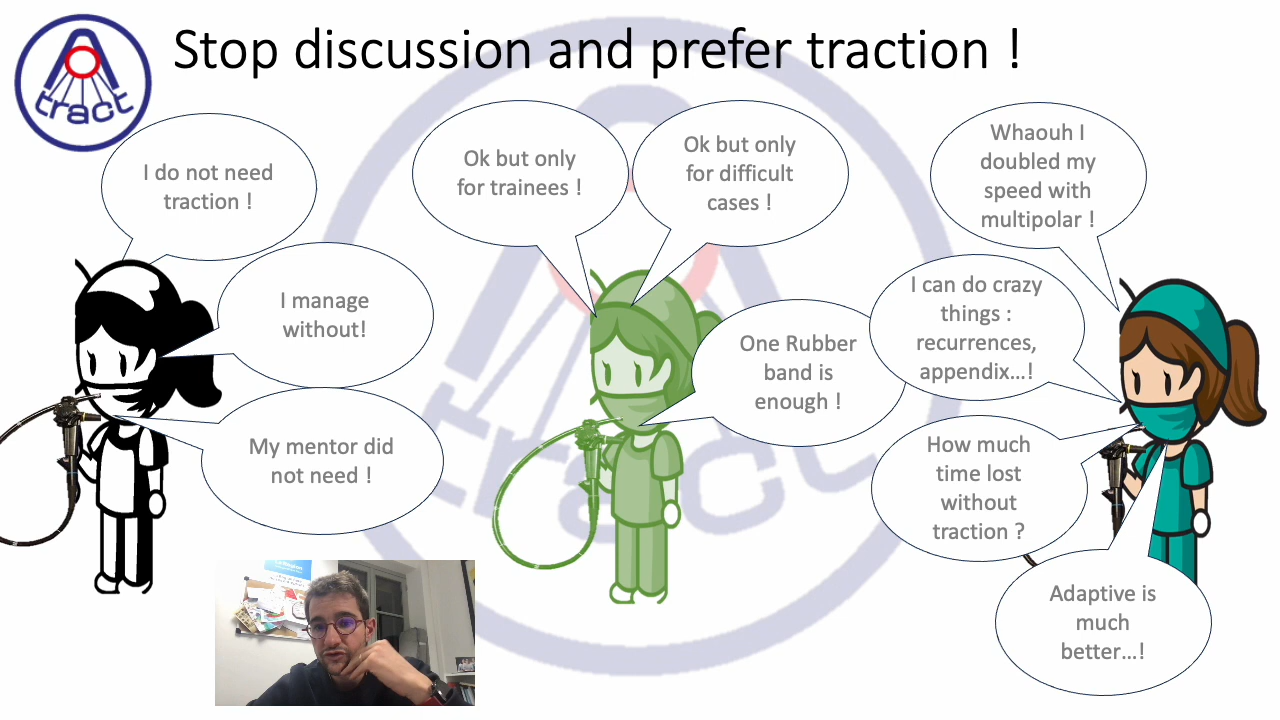 Stop discussion and prefer traction !
tract
I do not need
traction !
I manage
without!
My mentor did
not need !
Ok but only
for trainees !
Ok but only
for difficult
cases !
One Rubber
band is
enough !
Whaouh I
doubled my
speed with
multipolar !
I can do crazy
things :
recurrences,
appendix...!
How much
time lost
without
traction ?
Adaptive is
much
better...!
tract